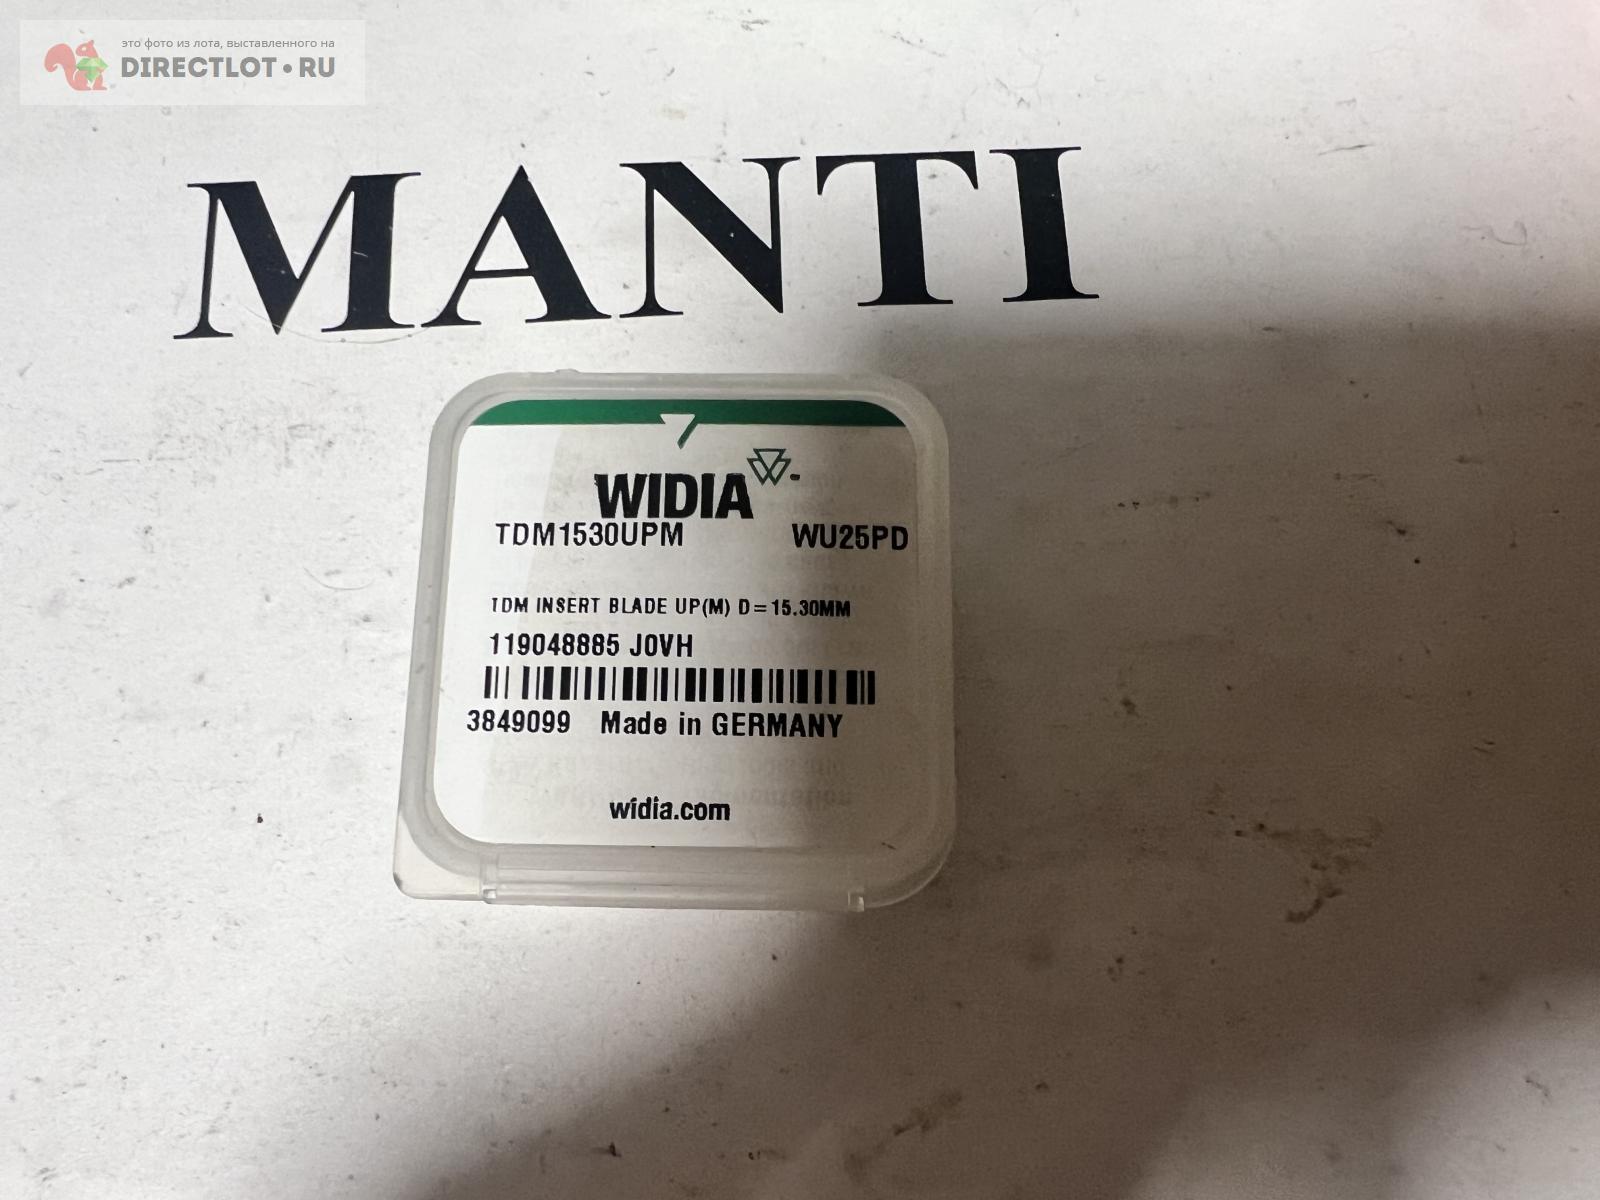 это фото из лота, выставленного на
DIRECTLOT•RU
MANTI
WIDIA
TDM1530UPM WU25PD
TDM INSERT BLADE UP(M) D=15.30MM
119048885 J0VH
3849099 Made in GERMANY
widia.com